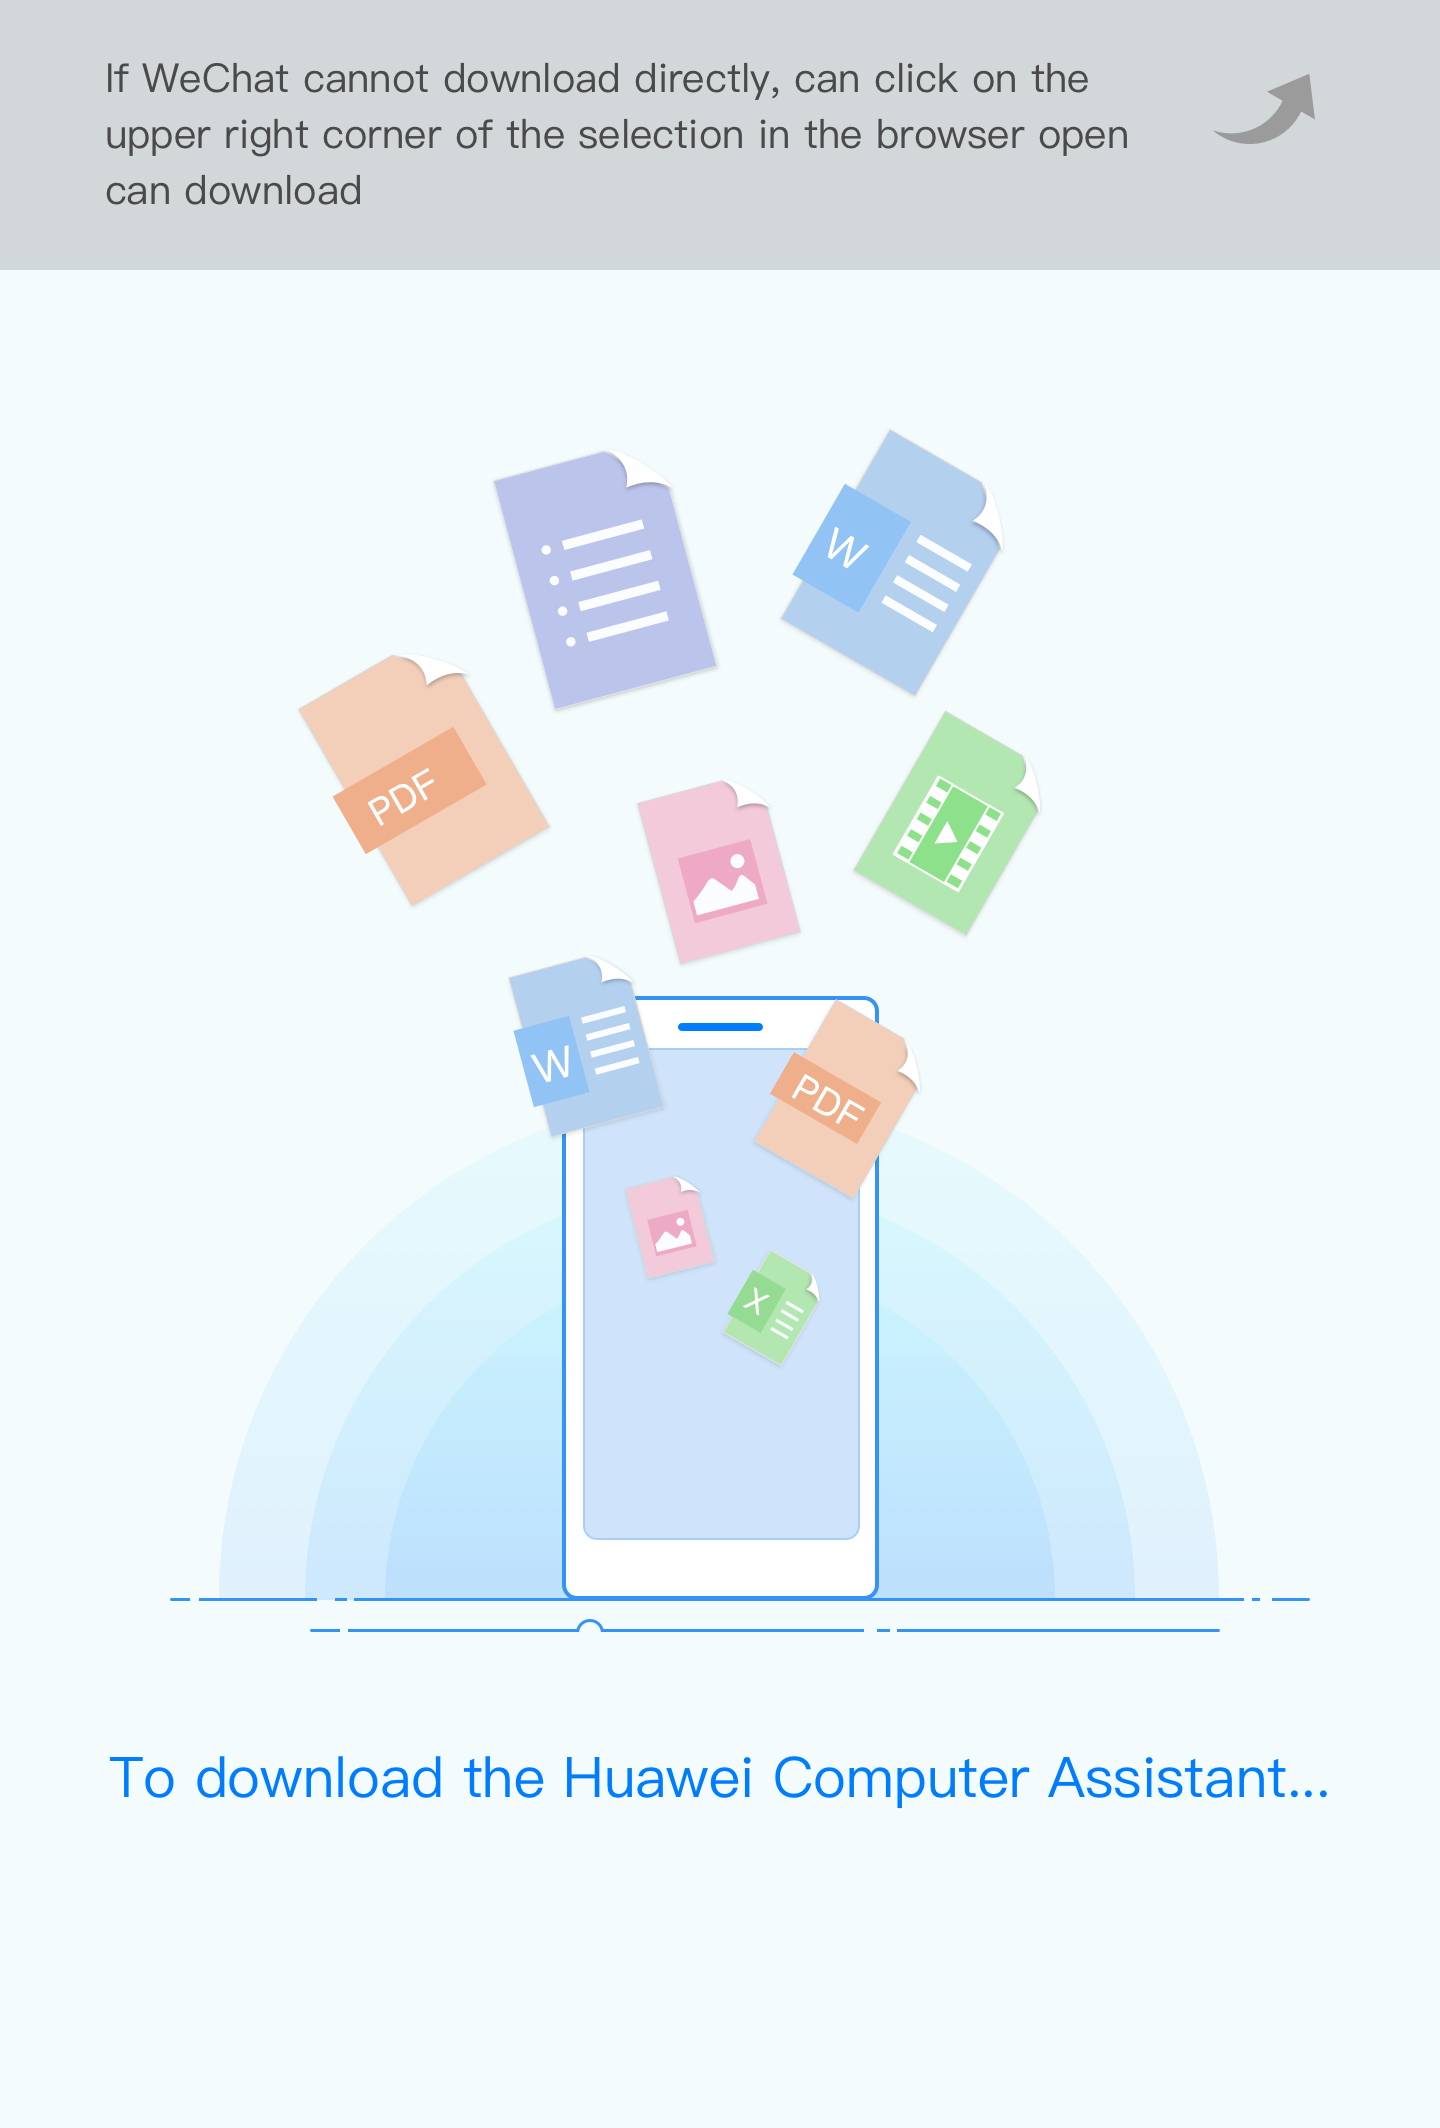 If WeChat cannot download directly, can click on the
upper right corner of the selection in the browser open
can download
W
PDF
W
PDF
X
To download the Huawei Computer Assistant...